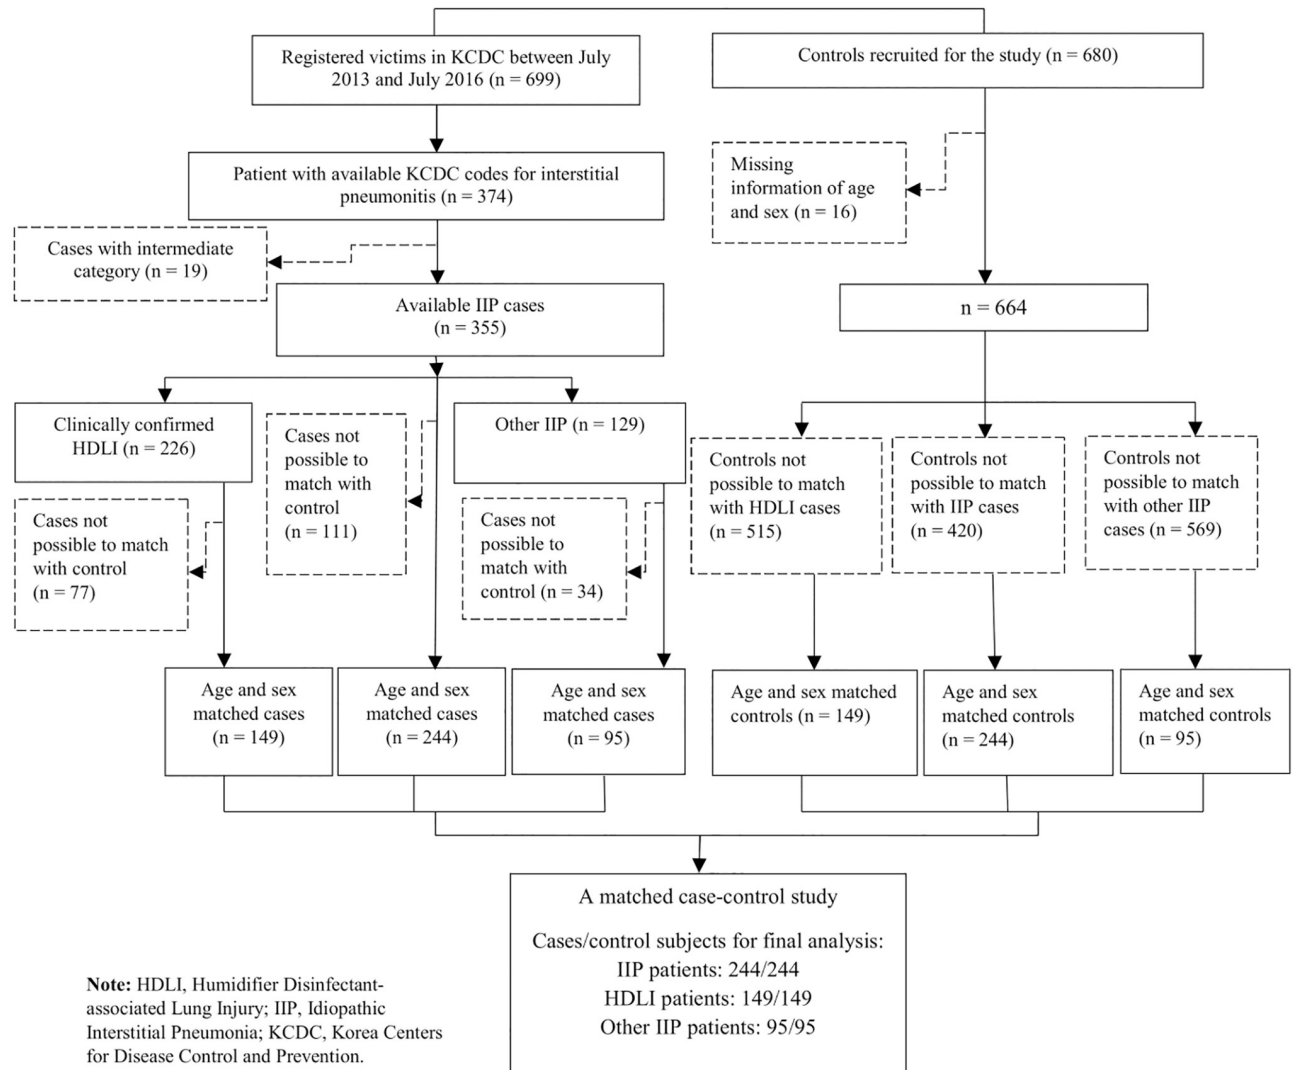 Registered victims in KCDC between July
2013 and July 2016 (n = 699)
Controls recruited for the study (n = 680)
Patient with available KCDC codes for interstitial
pneumonitis (n = 374)
Missing
information of age
and sex (n = 16)
Cases with intermediate
category (n = 19)
Available IIP cases
(n = 355)
n = 664
Clinically confirmed
HDLI (n = 226)
Cases not
possible to
match with
control
(n = 111)
Other IIP (n = 129)
Cases not
possible to match
with control
(n = 77)
Cases not
possible to
match with
control (n = 34)
Controls not
possible to match
with HDLI cases
(n = 515)
Controls not
possible to match
with IIP cases
(n = 420)
Controls not
possible to match
with other IIP
cases (n = 569)
Age and sex
matched cases
(n = 149)
Age and sex
matched cases
(n = 244)
Age and sex
matched cases
(n = 95)
Age and sex matched
controls (n = 149)
Age and sex
matched controls
(n = 244)
Age and sex
matched controls
(n = 95)
A matched case-control study
Cases/control subjects for final analysis:
IIP patients: 244/244
HDLI patients: 149/149
Other IIP patients: 95/95
Note: HDLI, Humidifier Disinfectant-
associated Lung Injury; IIP, Idiopathic
Interstitial Pneumonia; KCDC, Korea Centers
for Disease Control and Prevention.